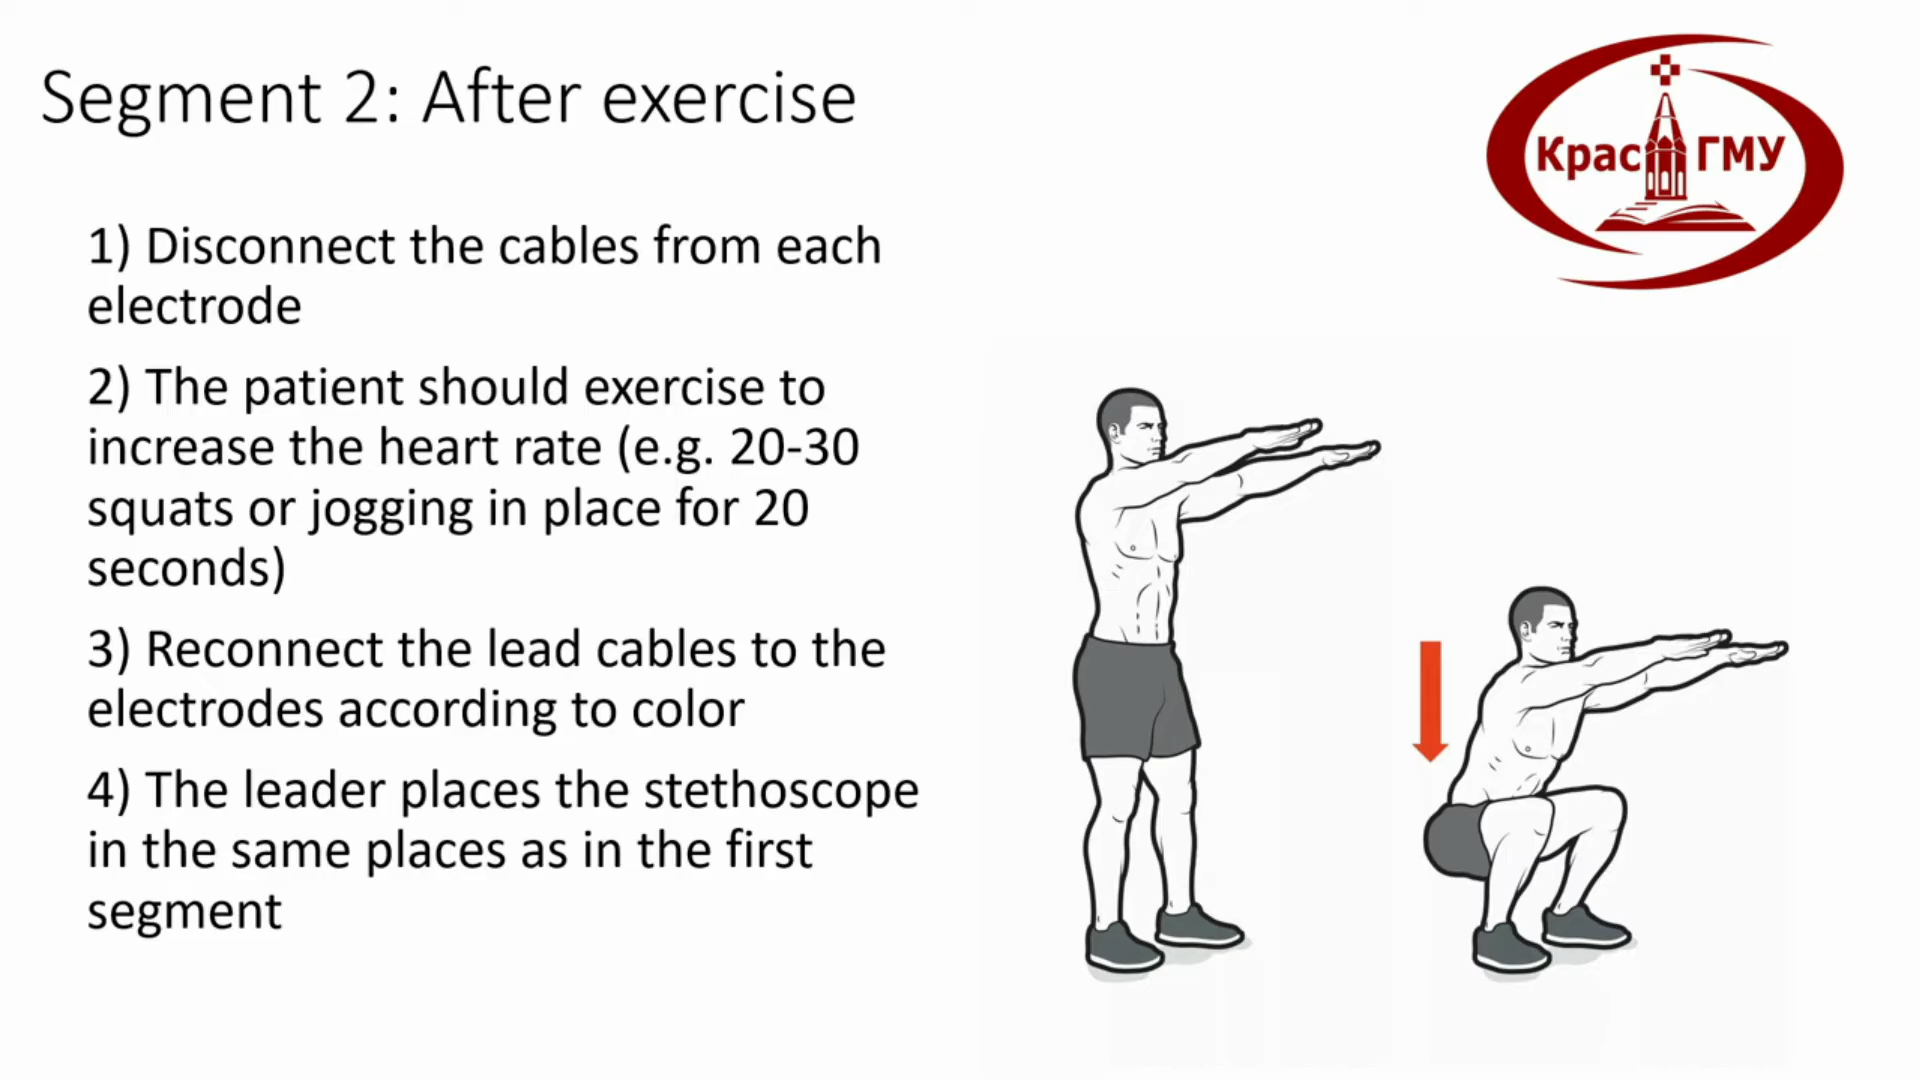 Segment 2: After exercise
Крас ГМУ
1) Disconnect the cables from each
electrode
2) The patient should exercise to
increase the heart rate (e.g. 20-30
squats or jogging in place for 20
seconds)
3) Reconnect the lead cables to the
electrodes according to color
4) The leader places the stethoscope
in the same places as in the first
segment